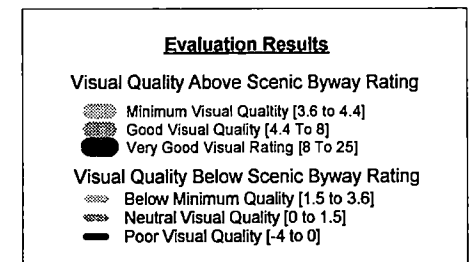 Evaluation Results
Visual Quality Above Scenic Byway Rating
Minimum Visual Qualtity [3.6 to 4.4]
Good Visual Quality [4.4 To 8]
Very Good Visual Rating [8 To 25]
Visual Quality Below Scenic Byway Rating
Below Minimum Quality [1.5 to 3.6]
Neutral Visual Quality [0 to 1.5]
Poor Visual Quality [-4 to 0]